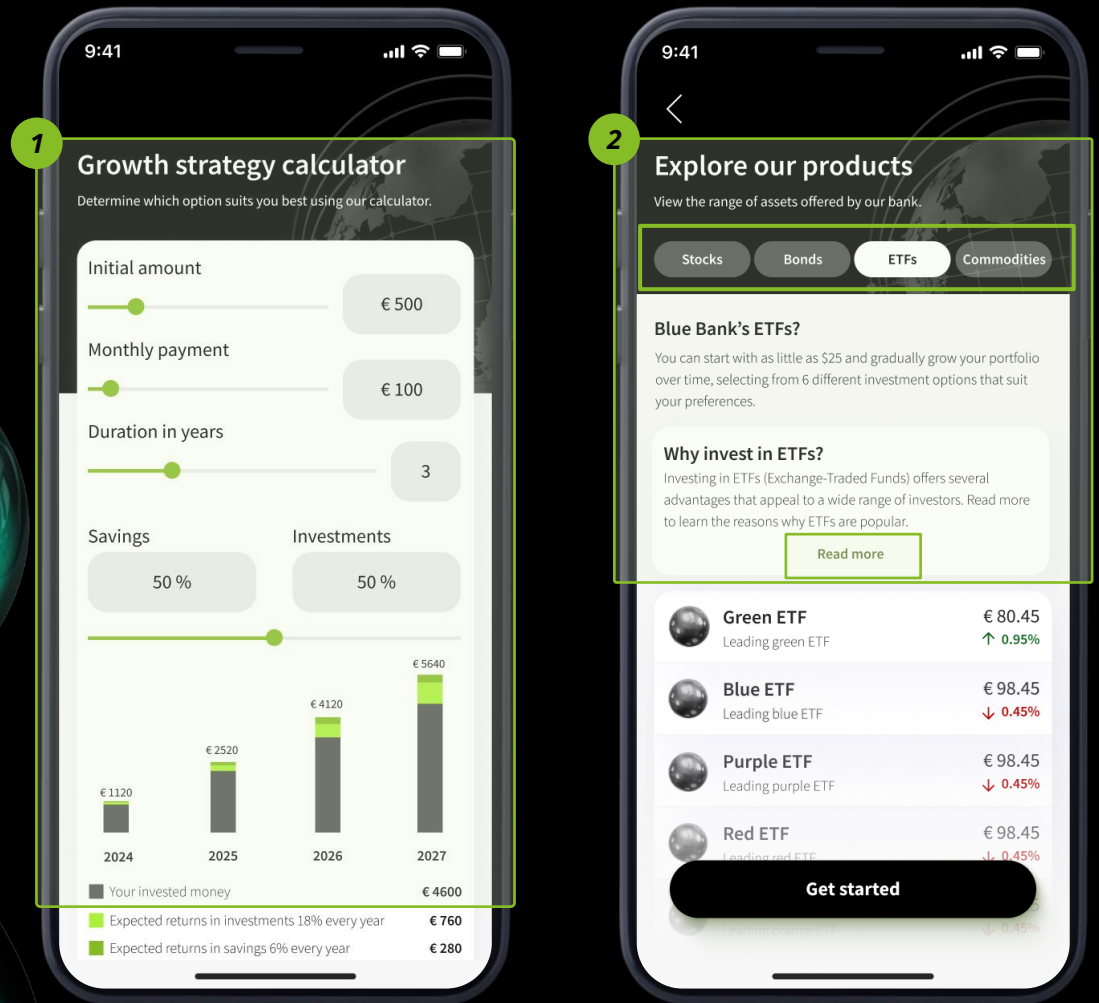 9:41
1
Growth strategy calculator
Determine which option suits you best using our calculator.
Initial amount
€ 500
Monthly payment
€ 100
Duration in years
3
Savings
Investments
50 %
50 %
€ 1120
€ 2520
€ 4120
€ 5640
2024
2025
2026
2027
Your invested money € 4600
Expected returns in investments 18% every year € 760
Expected returns in savings 6% every year € 280
9:41
2
Explore our products
View the range of assets offered by our bank.
Stocks
Bonds
ETFs
Commodities
Blue Bank’s ETFs?
You can start with as little as $25 and gradually grow your portfolio
over time, selecting from 6 different investment options that suit
your preferences.
Why invest in ETFs?
Investing in ETFs (Exchange-Traded Funds) offers several
advantages that appeal to a wide range of investors. Read more
to learn the reasons why ETFs are popular.
Read more
Green ETF € 80.45
Leading green ETF ↑ 0.95%
Blue ETF € 98.45
Leading blue ETF ↓ 0.45%
Purple ETF € 98.45
Leading purple ETF ↓ 0.45%
Red ETF € 98.45
Leading red ETF ↓ 0.45%
Get started
Leading orange ETF ↓ 0.45%